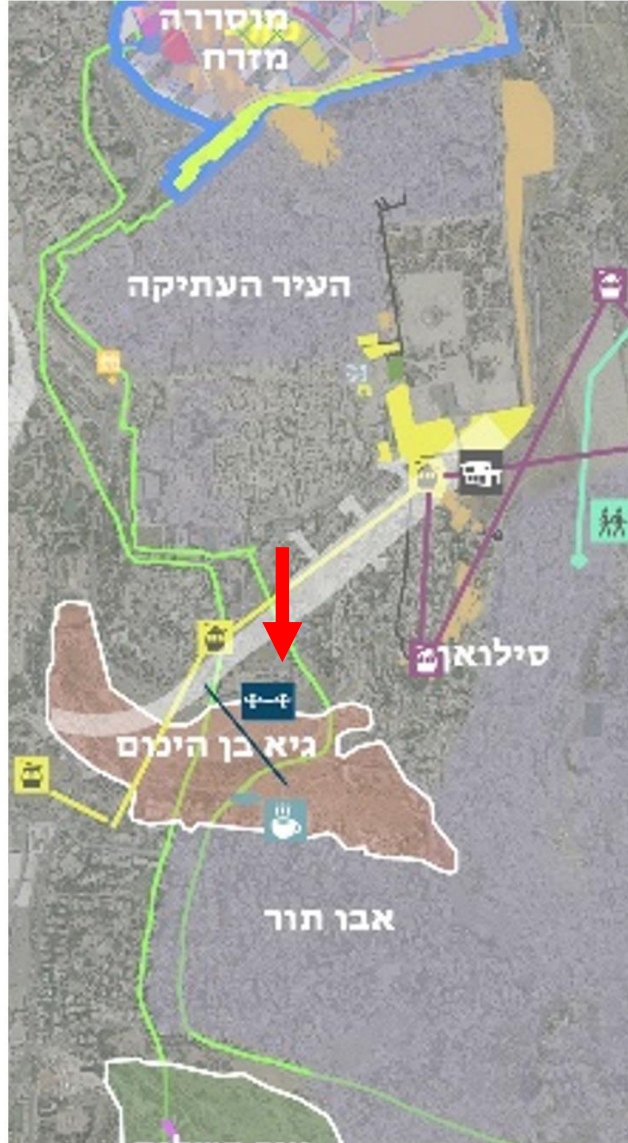 מוסררה
מזרח
העיר העתיקה
סילואן
גיא בן הינום
אבו תור